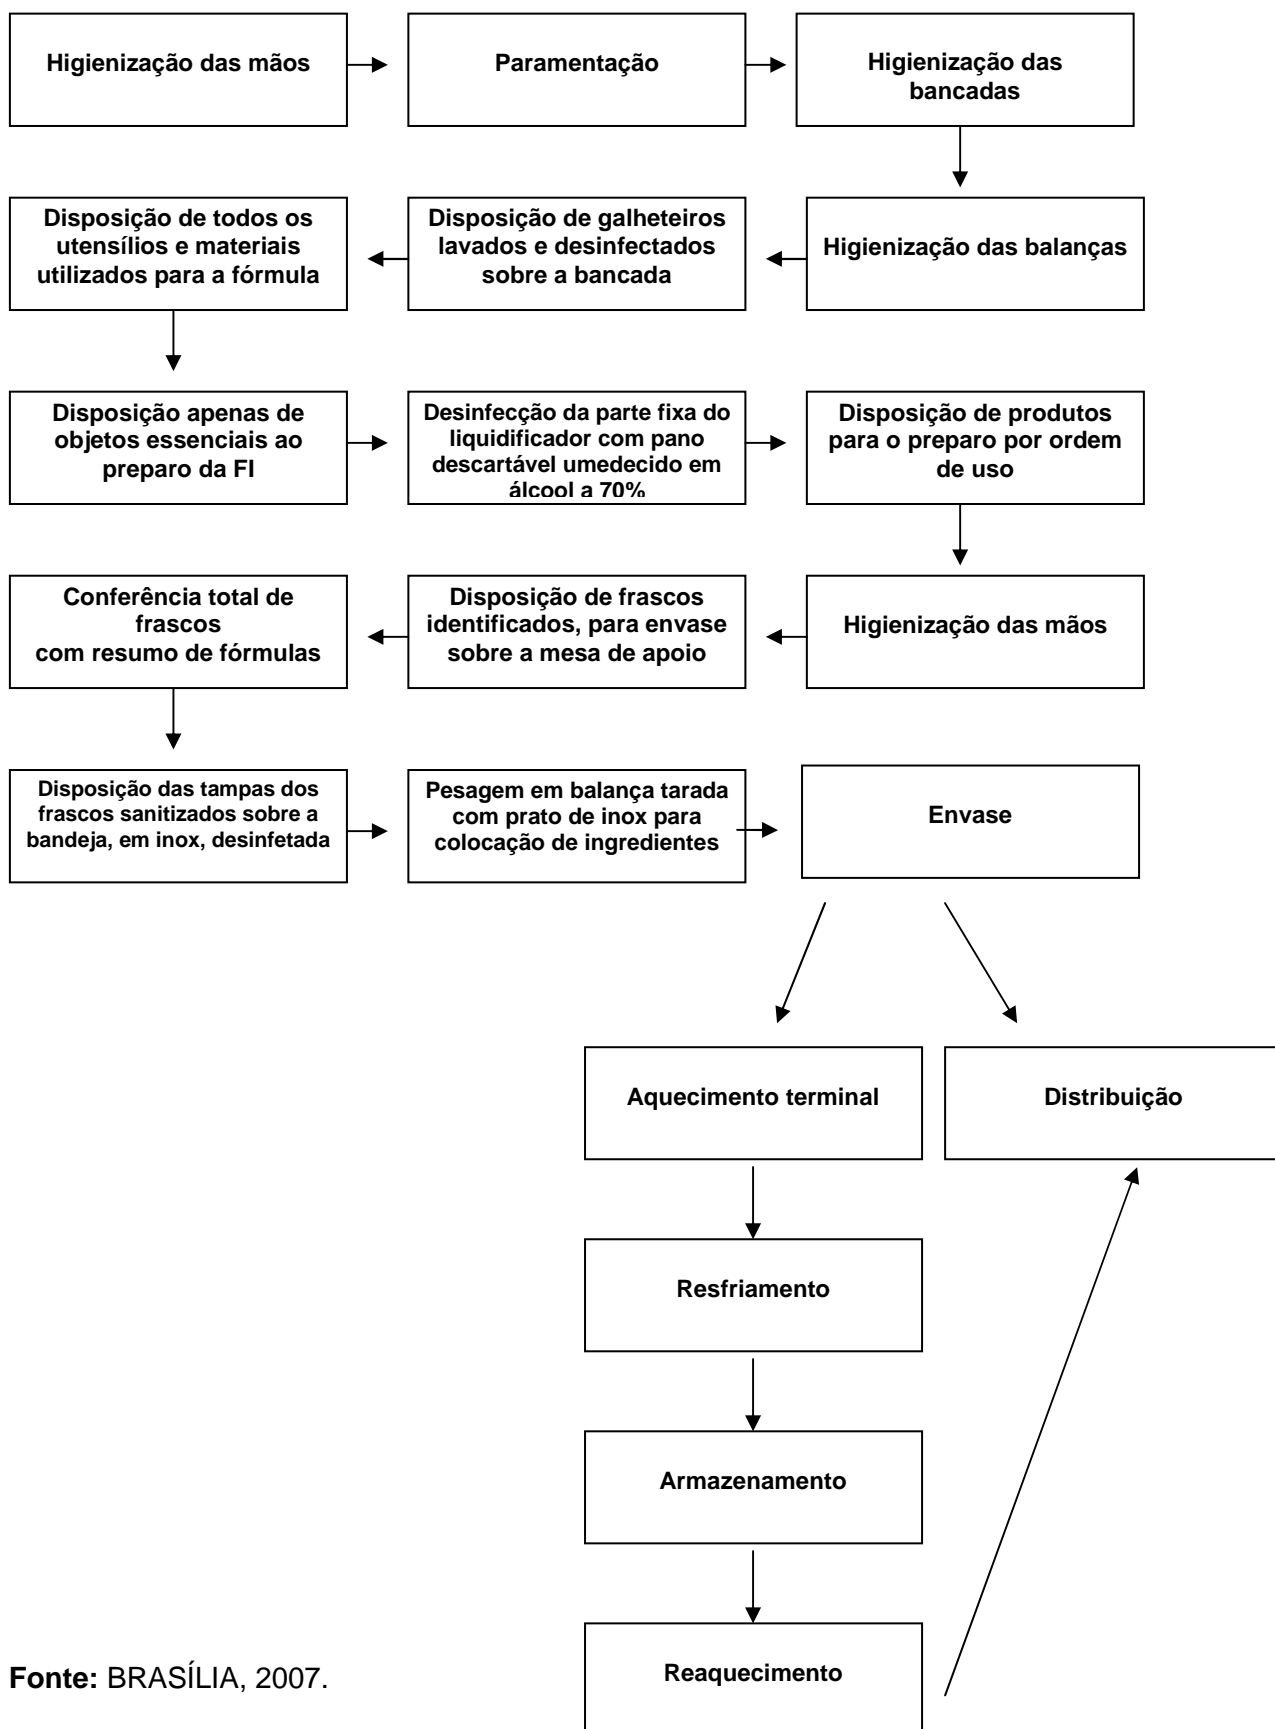 Higienização das mãos
Paramentação
Higienização das
bancadas
Higienização das balanças
Disposição de galheteiros
lavados e desinfectados
sobre a bancada
Disposição de todos os
utensílios e materiais
utilizados para a fórmula
Disposição apenas de
objetos essenciais ao
preparo da FI
Desinfecção da parte fixa do
liquidificador com pano
descartável umedecido em
álcool a 70%
Disposição de produtos
para o preparo por ordem
de uso
Higienização das mãos
Disposição de frascos
identificados, para envase
sobre a mesa de apoio
Conferência total de
frascos
com resumo de fórmulas
Disposição das tampas dos
frascos sanitizados sobre a
bandeja, em inox, desinfetada
Pesagem em balança tarada
com prato de inox para
colocação de ingredientes
Envase
Aquecimento terminal
Distribuição
Resfriamento
Armazenamento
Reaquecimento
Fonte: BRASÍLIA, 2007.